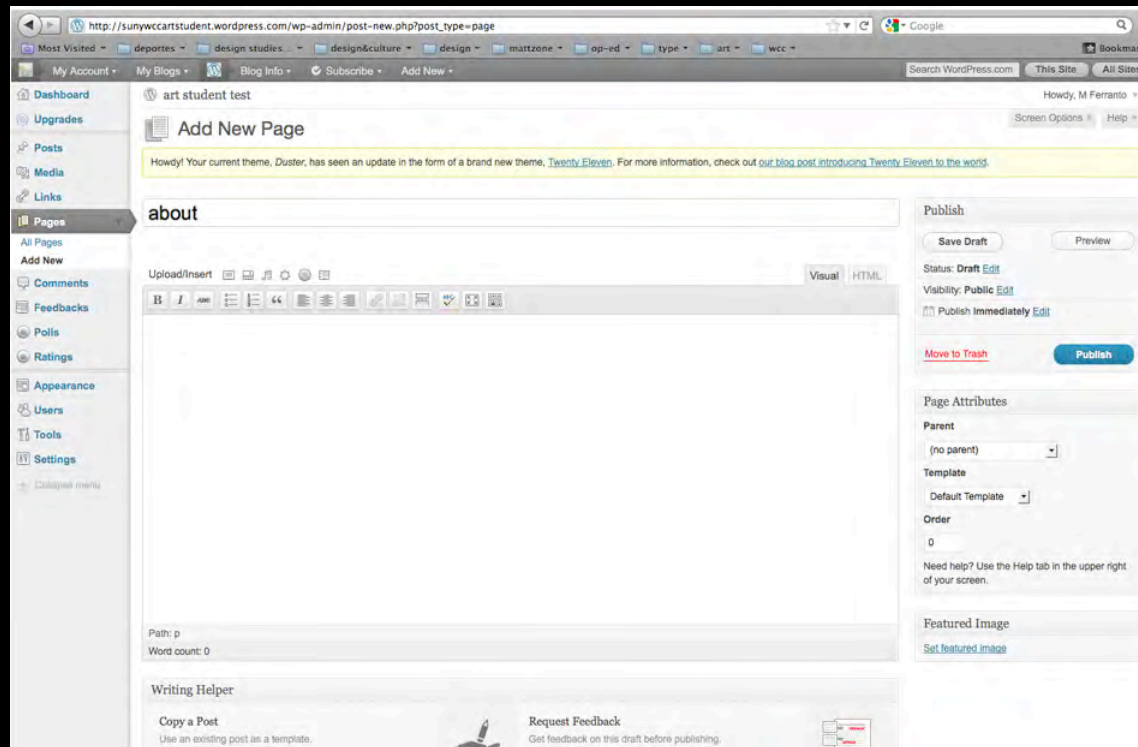 http://sunywccartstudent.wordpress.com/wp-admin/post-new.php?post_type=page
Google
Most Visited deportes design studies... design&culture design mattzone op-ed type art wcc
My Account My Blogs Blog Info Subscribe Add New
Search WordPress.com This Site
Dashboard
Upgrades
Posts
Media
Links
Pages
All Pages
Add New
Comments
Feedbacks
Polls
Ratings
Appearance
Users
Tools
Settings
Collapse menu
art student test
Howdy, M Ferranto
Screen Options Help
Add New Page
Howdy! Your current theme, Duster, has seen an update in the form of a brand new theme, Twenty Eleven. For more information, check out our blog post introducing Twenty Eleven to the world.
about
Upload/Insert
Visual HTML
B I ABC
ABC
Path: p
Word count: 0
Writing Helper
Copy a Post
Use an existing post as a template.
Request Feedback
Get feedback on this draft before publishing.
Publish
Save Draft Preview
Status: Draft Edit
Visibility: Public Edit
Publish immediately Edit
Move to Trash Publish
Page Attributes
Parent
(no parent)
Template
Default Template
Order
0
Need help? Use the Help tab in the upper right
of your screen.
Featured Image
Set featured image